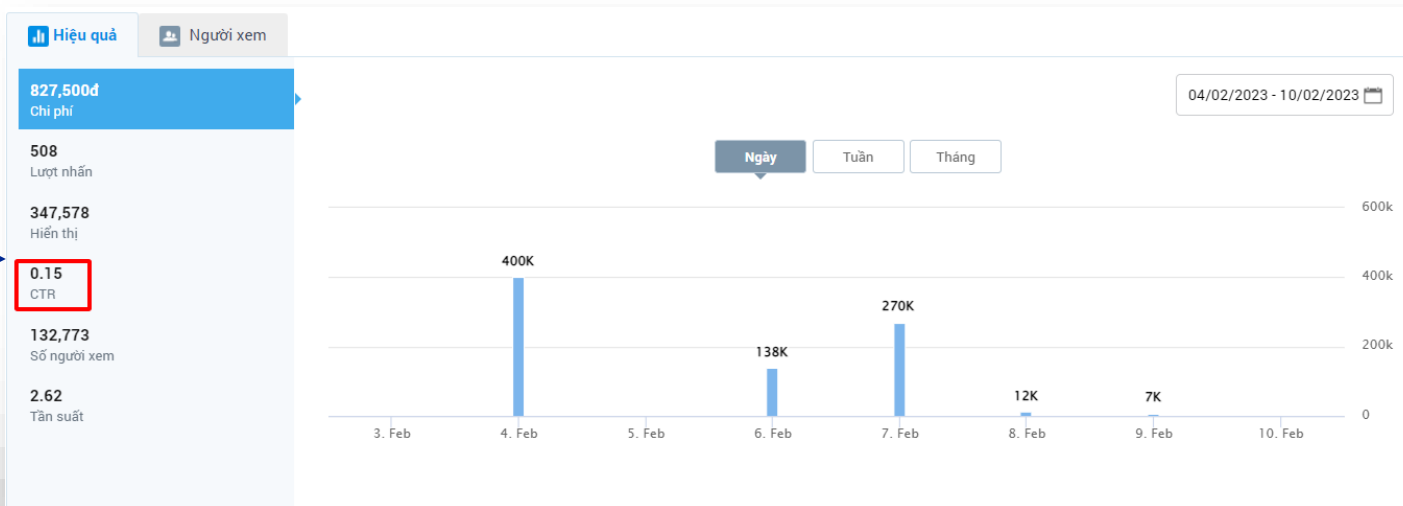 Hiệu quả
Người xem
827,500đ
Chi phí
508
Lượt nhấn
347,578
Hiển thị
0.15
CTR
132,773
Số người xem
2.62
Tần suất
04/02/2023 - 10/02/2023
Ngày Tuần Tháng
600k
400k
200k
0
400K
138K
270K
12K
7K
3. Feb 4. Feb 5. Feb 6. Feb 7. Feb 8. Feb 9. Feb 10. Feb